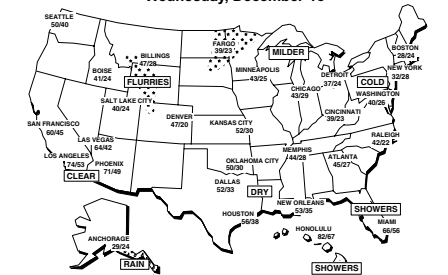 SEATTLE
50/40
BILLINGS
47/28
FARGO
39/23
MILDER
BOSTON
28/24
BOISE
41/24
FLURRIES
MINNEAPOLIS
43/25
DETROIT
37/24
NEW YORK
32/28
COLD
SALT LAKE CITY
40/24
CHICAGO
43/29
WASHINGTON
40/26
DENVER
47/20
KANSAS CITY
52/30
CINCINNATI
39/23
SAN FRANCISCO
60/45
LAS VEGAS
64/42
RALEIGH
42/22
LOS ANGELES
74/53
PHOENIX
71/49
OKLAHOMA CITY
50/30
MEMPHIS
44/28
ATLANTA
45/27
CLEAR
DALLAS
52/33
DRY
HOUSTON
56/38
NEW ORLEANS
53/35
SHOWERS
MIAMI
66/56
ANCHORAGE
29/24
HONOLULU
82/67
RAIN
SHOWERS